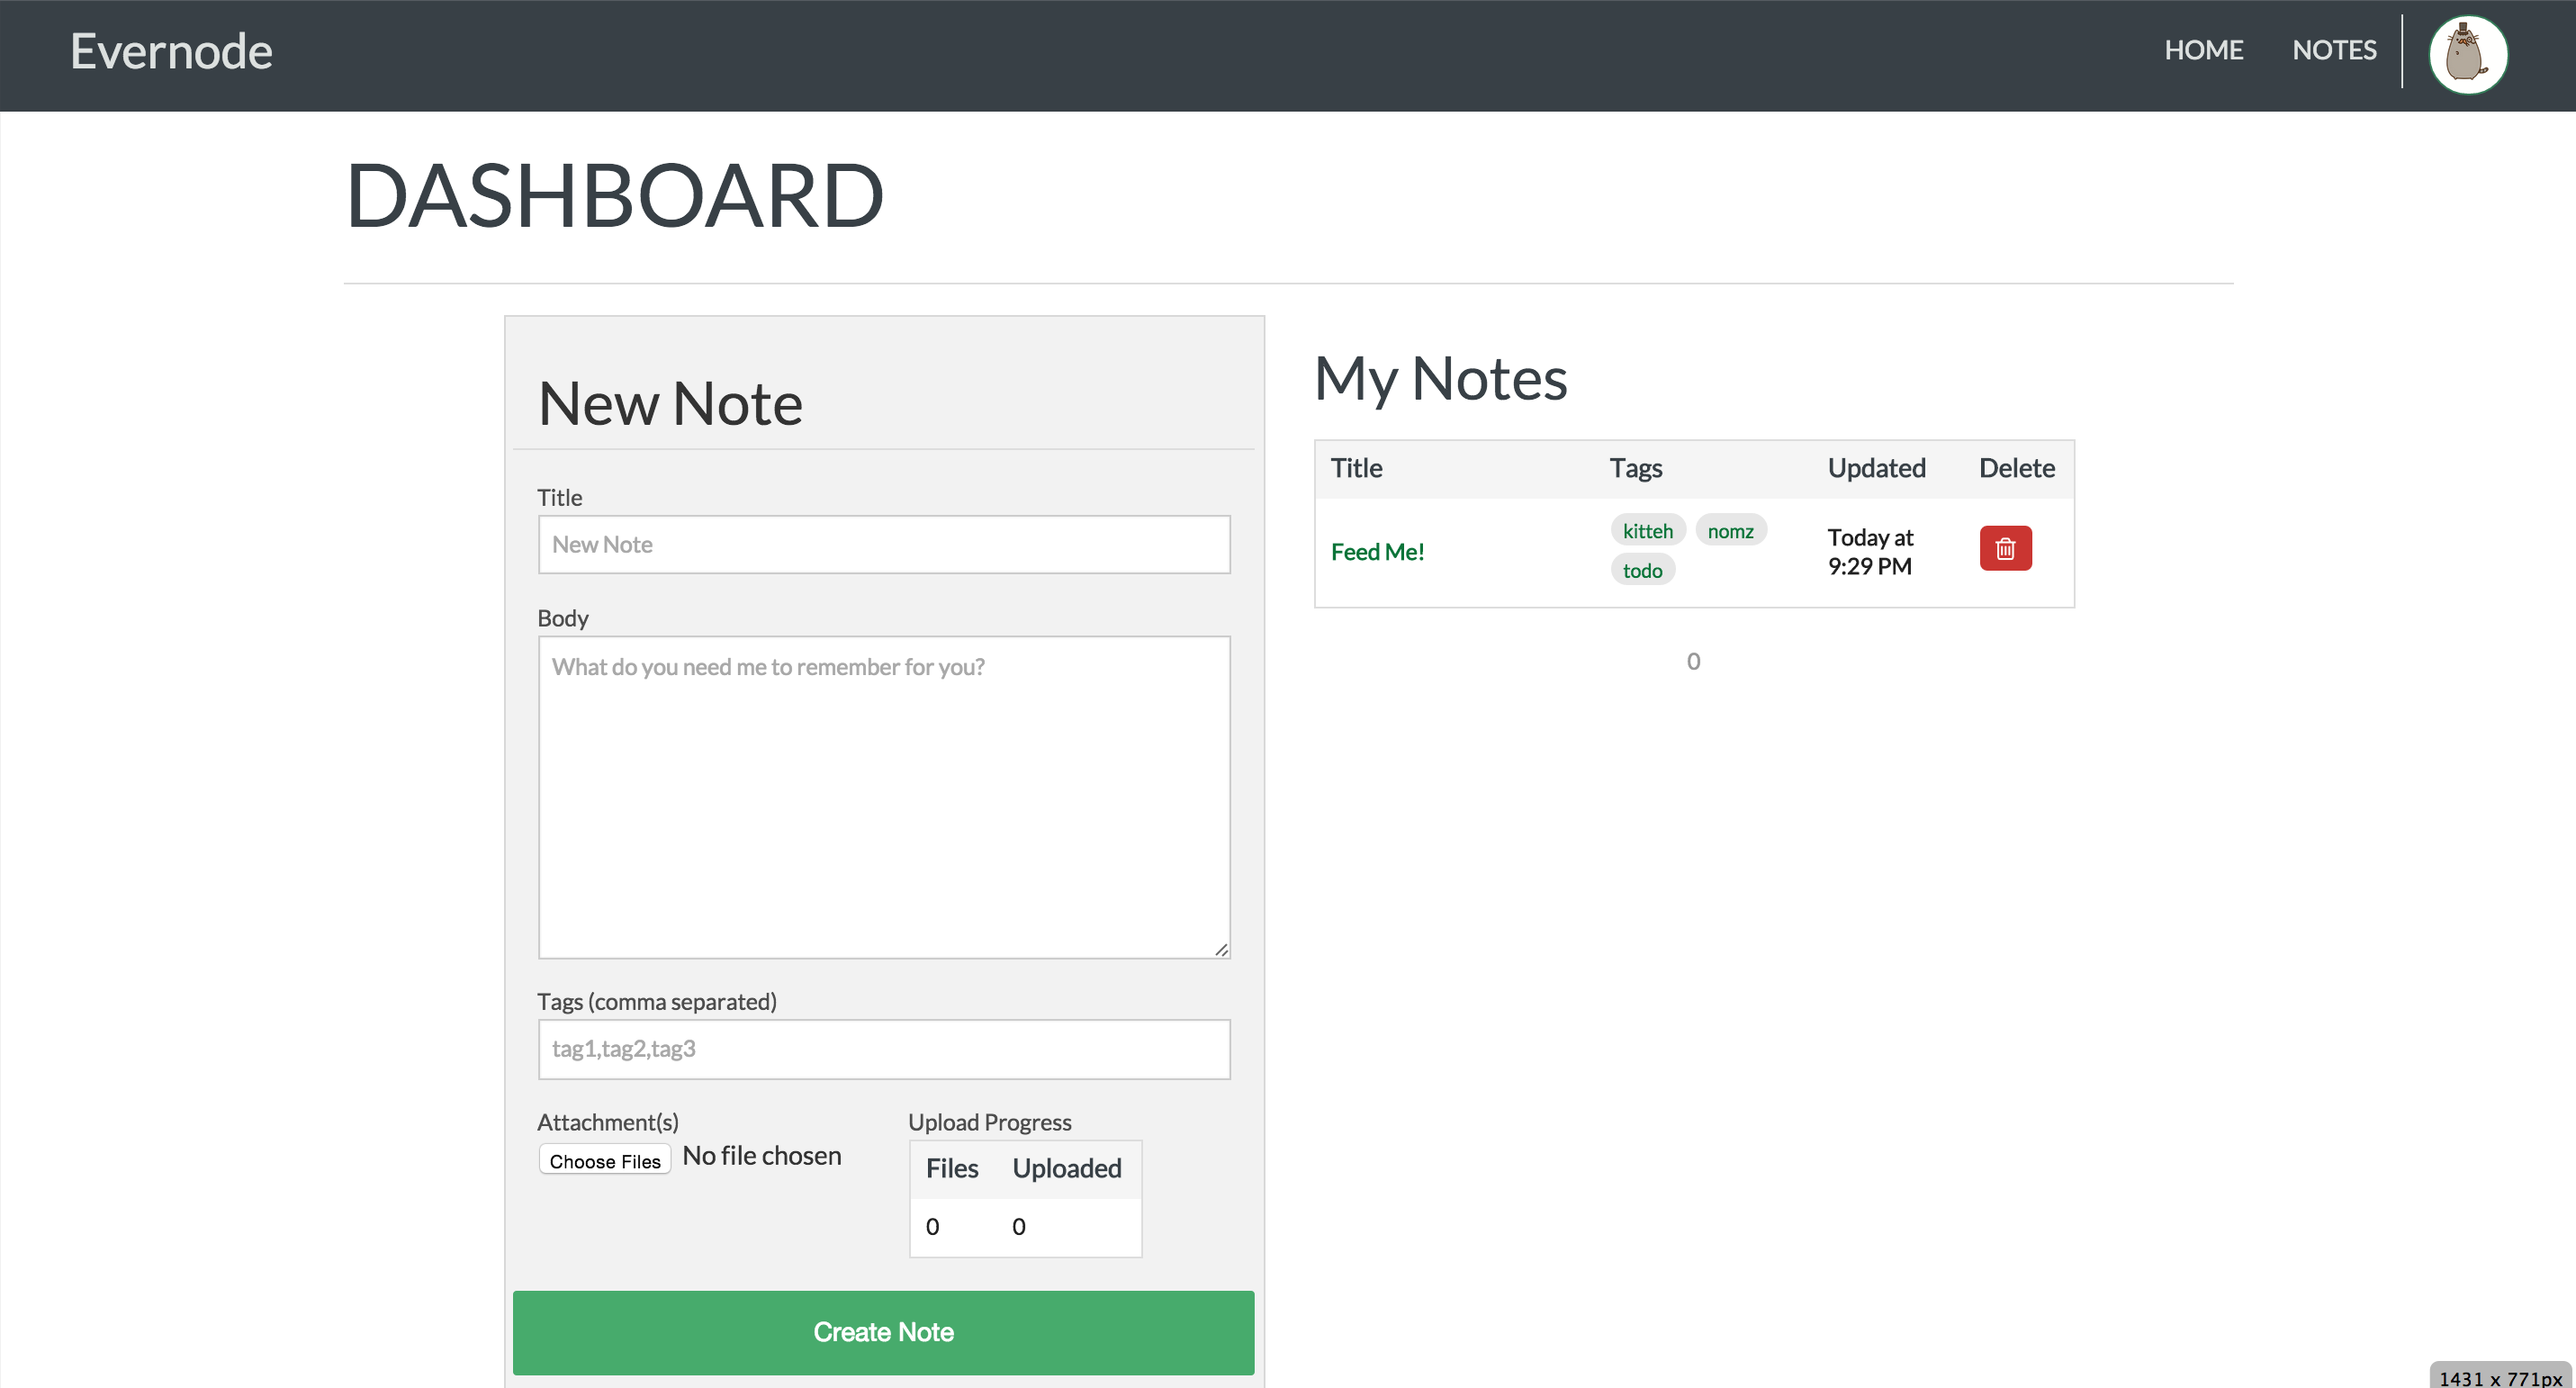 Evernode
HOME NOTES
DASHBOARD
New Note
Title
New Note
Body
What do you need me to remember for you?
Tags (comma separated)
tag1,tag2,tag3
Attachment(s)
Choose Files No file chosen
Upload Progress
Files Uploaded
0 0
Create Note
My Notes
Title Tags Updated Delete
Feed Me!
kitteh nomz
todo
Today at
9:29 PM
0
1431 x 771px